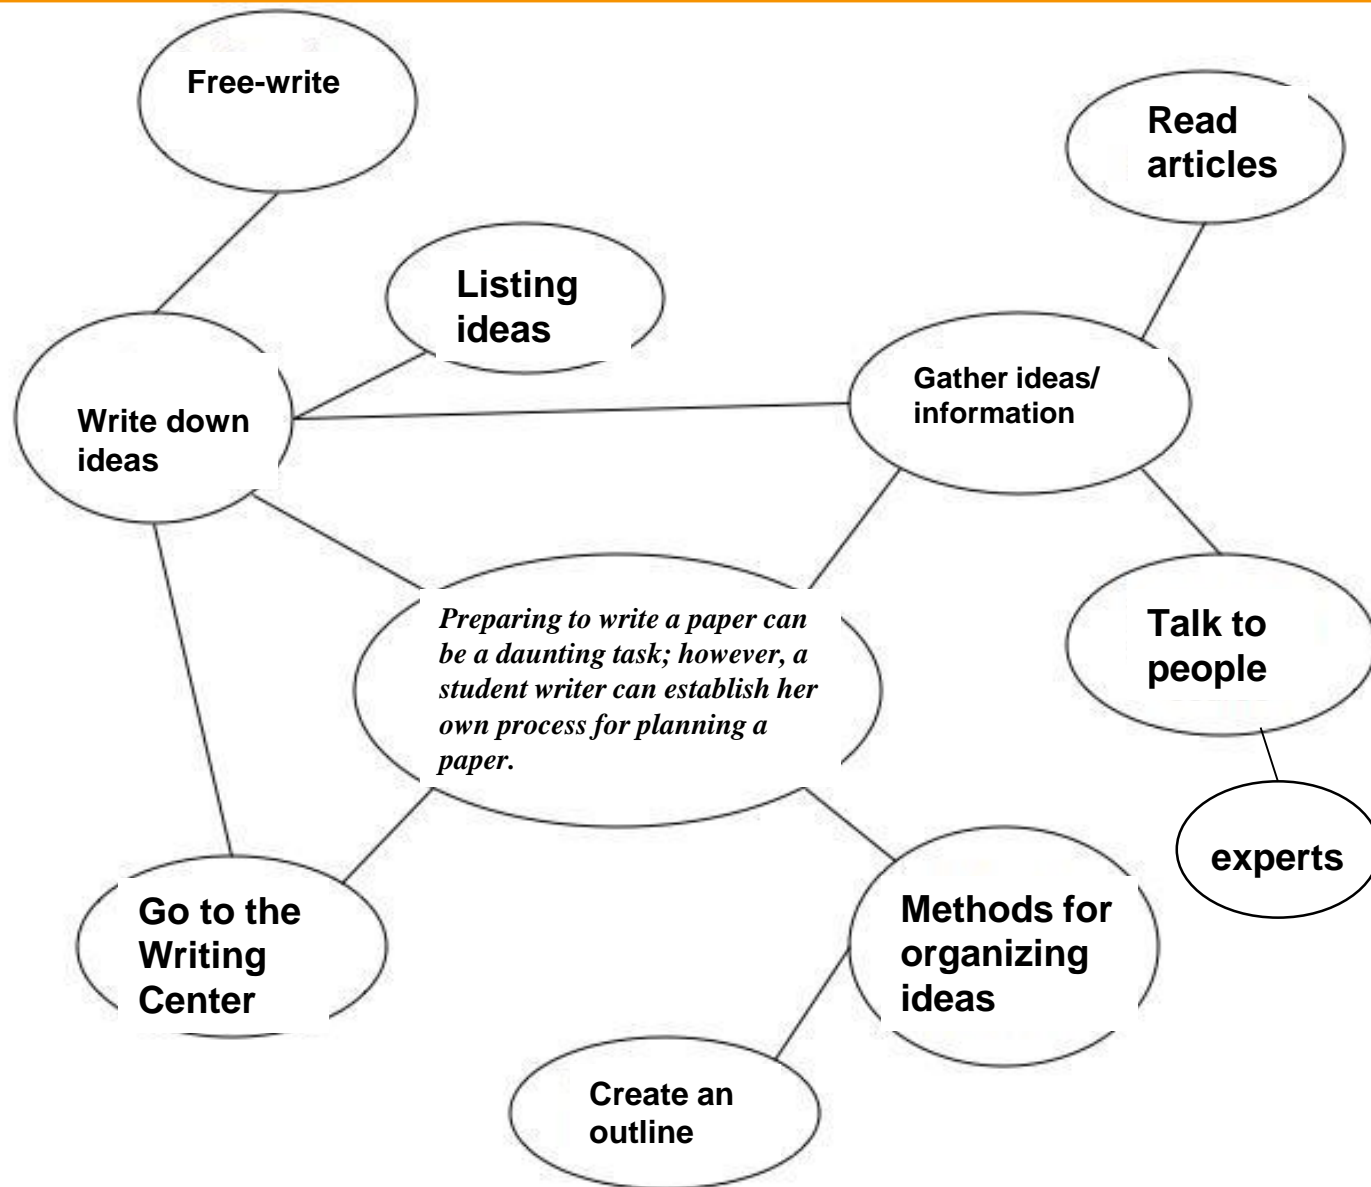 Free-write
Read
articles
Listing
ideas
Gather ideas/
information
Write down
ideas
Preparing to write a paper can
be a daunting task; however, a
student writer can establish her
own process for planning a
paper.
Talk to
people
experts
Go to the
Writing
Center
Methods for
organizing
ideas
Create an
outline